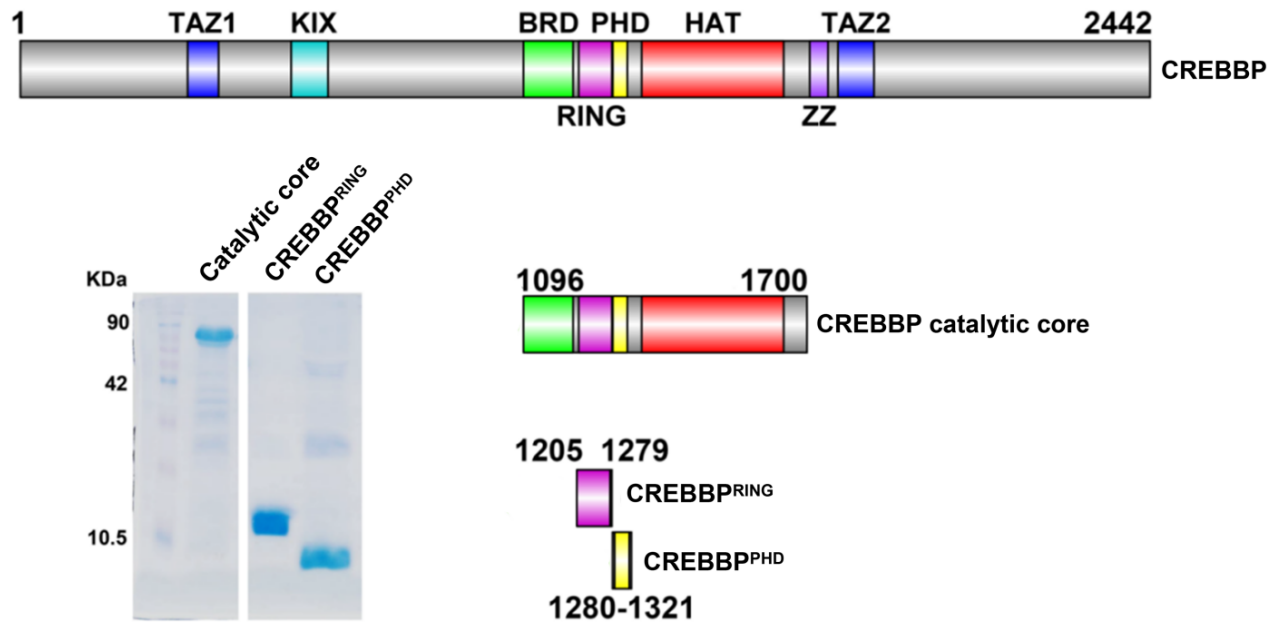 1 TAZ1 KIX BRD PHD HAT TAZ2 2442
CREBBP
RING ZZ
Catalytic core
CREBBPRING
CREBBPPHD
KDa
90
42
10.5
1096 1700
CREBBP catalytic core
1205 1279
CREBBPRING
CREBBPPHD
1280-1321